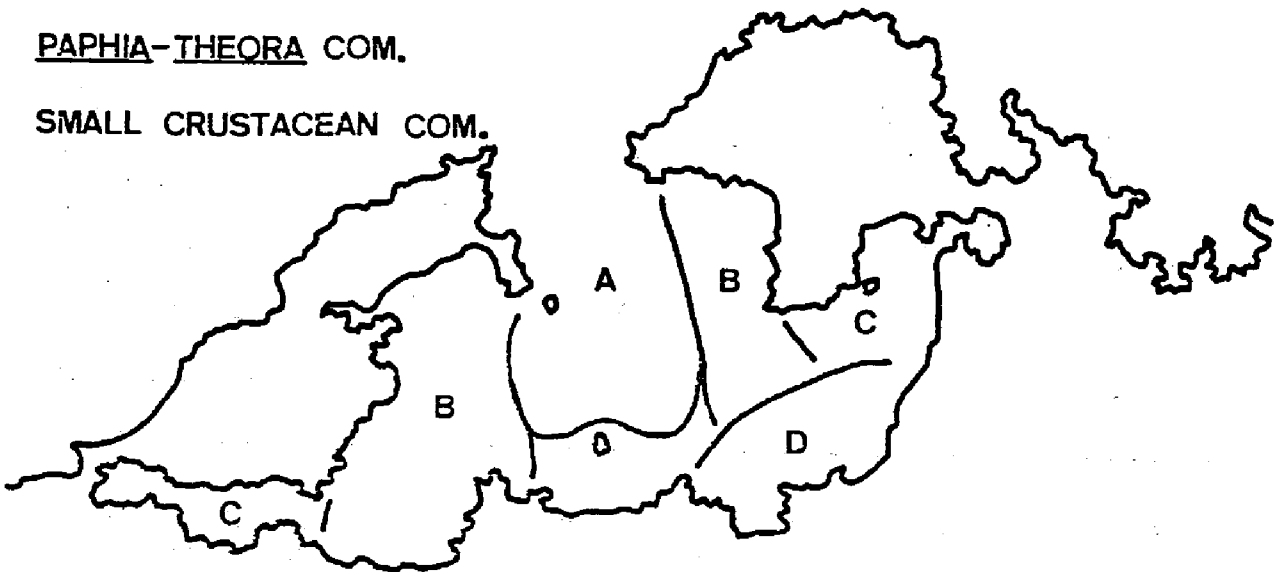 PAPHIA-THEORA COM.
SMALL CRUSTACEAN COM.
A
B
C
B
D
C